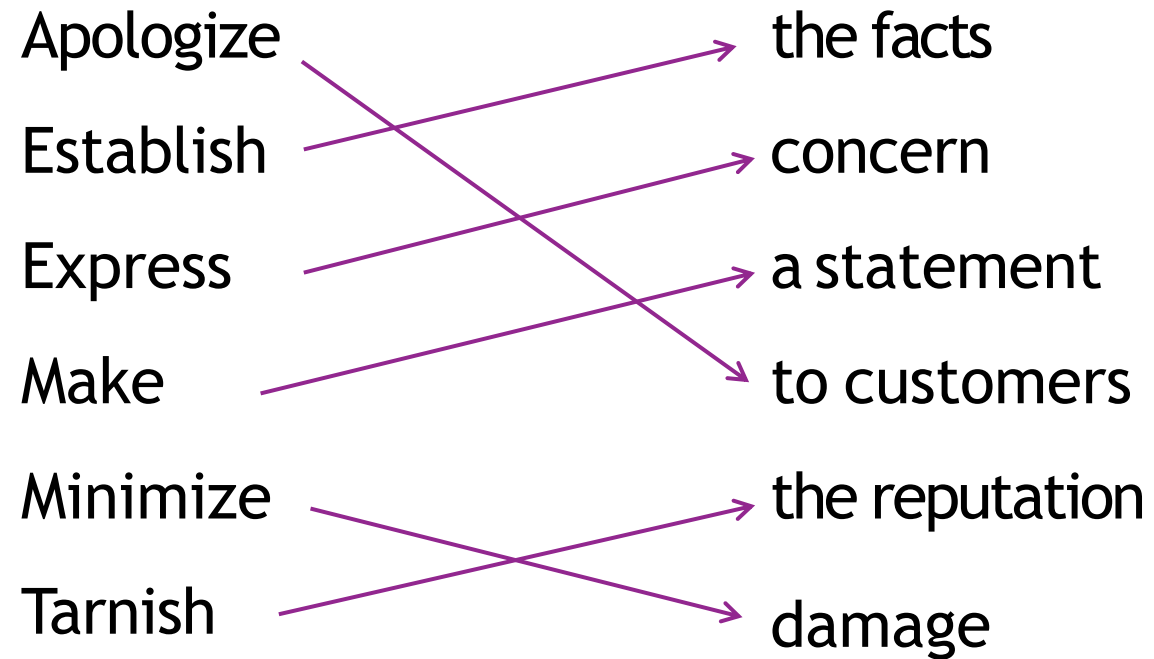 Apologize the facts
Establish concern
Express a statement
Make to customers
Minimize the reputation
Tarnish damage